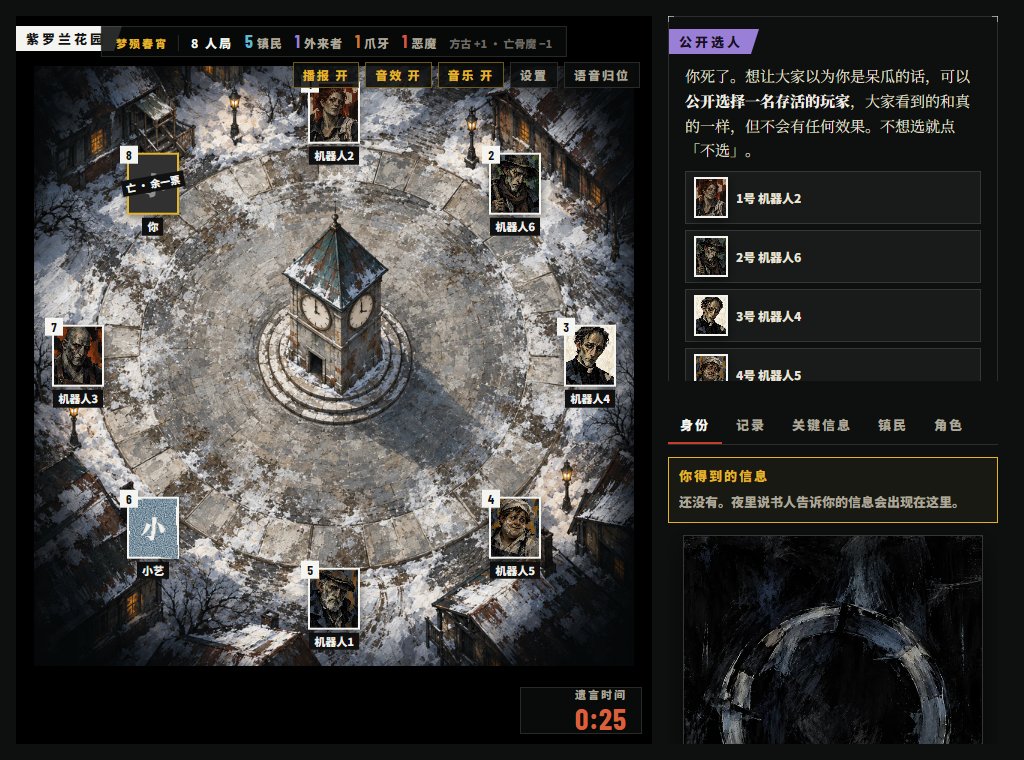 紫罗兰花园
梦殒春宵
8 人局
5 镇民
1 外来者
1 爪牙
1 恶魔
方古 +1 · 亡骨魔 −1
播报 开
音效 开
音乐 开
设置
语音归位
机器人2
2
机器人6
8
亡 · 余一票
你
7
机器人3
3
机器人4
6
小
小艺
4
机器人5
5
机器人1
遗言时间
0:25
公开选人
你死了。想让大家以为你是呆瓜的话，可以
公开选择一名存活的玩家，大家看到的和真
的一样，但不会有任何效果。不想选就点
「不选」。
1号 机器人2
2号 机器人6
3号 机器人4
4号 机器人5
身份
记录
关键信息
镇民
角色
你得到的信息
还没有。夜里说书人告诉你的信息会出现在这里。